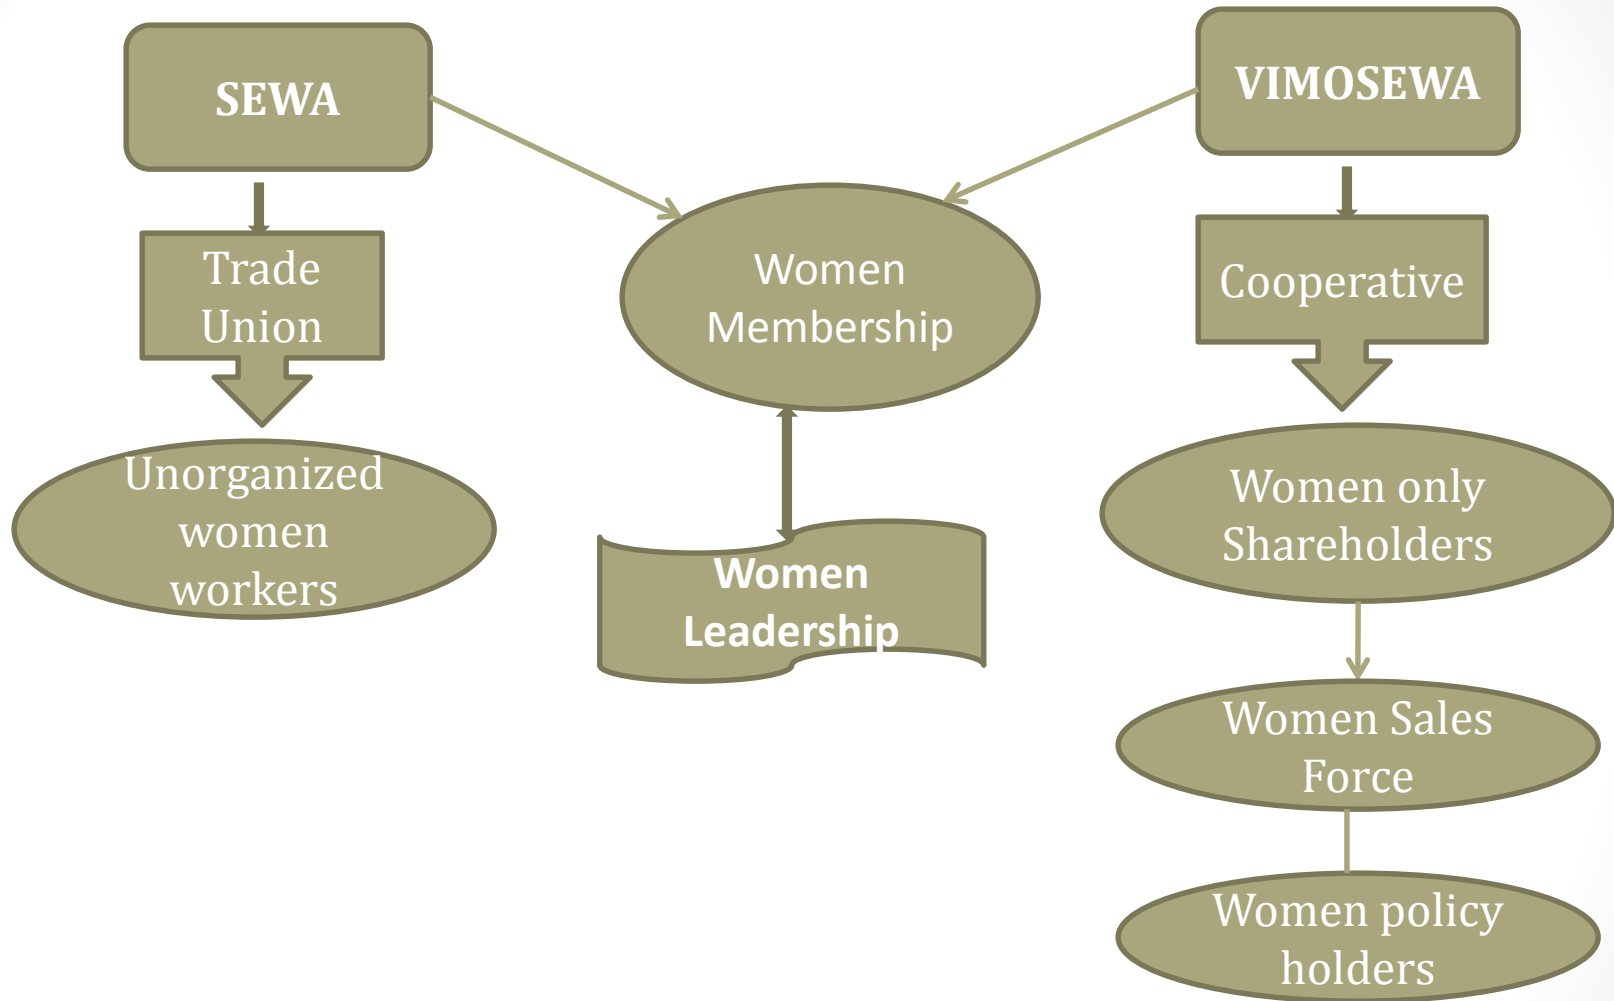 SEWA
VIMOSEWA
Trade
Union
Women
Membership
Cooperative
Unorganized
women
workers
Women only
Shareholders
Women
Leadership
Women Sales
Force
Women policy
holders